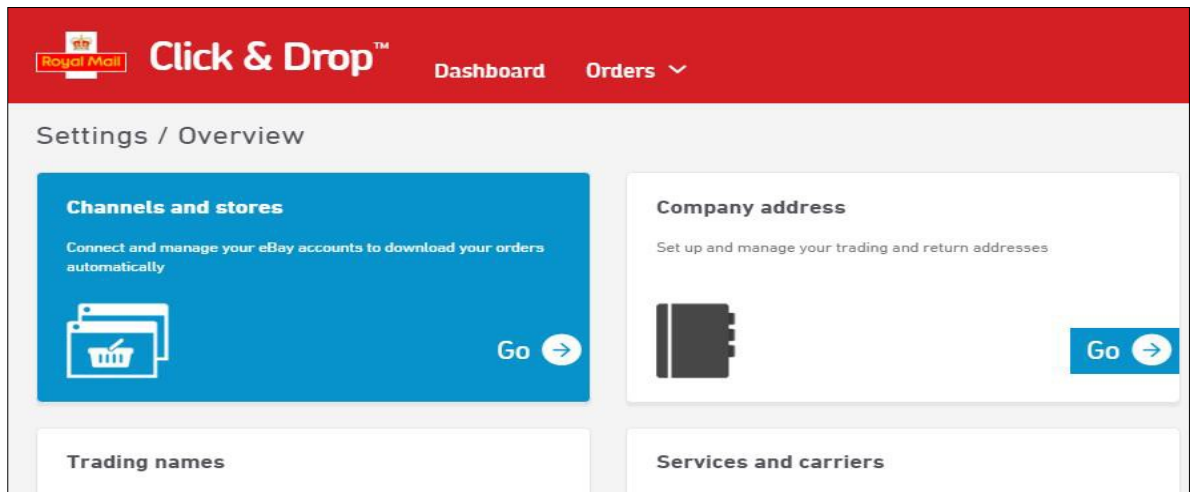 Royal Mail
Click & Drop™
Dashboard
Orders
Settings / Overview
Channels and stores
Connect and manage your eBay accounts to download your orders
automatically
Go
Company address
Set up and manage your trading and return addresses
Go
Trading names
Services and carriers